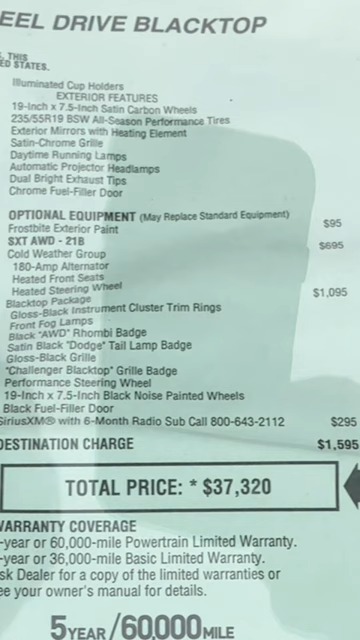 EEL DRIVE BLACKTOP
THIS
ED STATES.
Illuminated Cup Holders
EXTERIOR FEATURES
19-Inch x 7.5-Inch Satin Carbon Wheels
235/55R19 BSW All-Season Performance Tires
Exterior Mirrors with Heating Element
Satin-Chrome Grille
Daytime Running Lamps
Automatic Projector Headlamps
Dual Bright Exhaust Tips
Chrome Fuel-Filler Door
OPTIONAL EQUIPMENT (May Replace Standard Equipment)
Frostbite Exterior Paint $95
SXT AWD - 21B
Cold Weather Group $695
180-Amp Alternator
Heated Front Seats
Heated Steering Wheel
Blacktop Package $1,095
Gloss-Black Instrument Cluster Trim Rings
Front Fog Lamps
Black "AWD" Rhombi Badge
Satin Black "Dodge" Tail Lamp Badge
Gloss-Black Grille
"Challenger Blacktop" Grille Badge
Performance Steering Wheel
19-Inch x 7.5-Inch Black Noise Painted Wheels
Black Fuel-Filler Door
SiriusXM® with 6-Month Radio Sub Call 800-643-2112 $295
DESTINATION CHARGE $1,595
TOTAL PRICE: * $37,320
WARRANTY COVERAGE
-year or 60,000-mile Powertrain Limited Warranty.
-year or 36,000-mile Basic Limited Warranty.
sk Dealer for a copy of the limited warranties or
ee your owner's manual for details.
5 YEAR/60,000 MILE